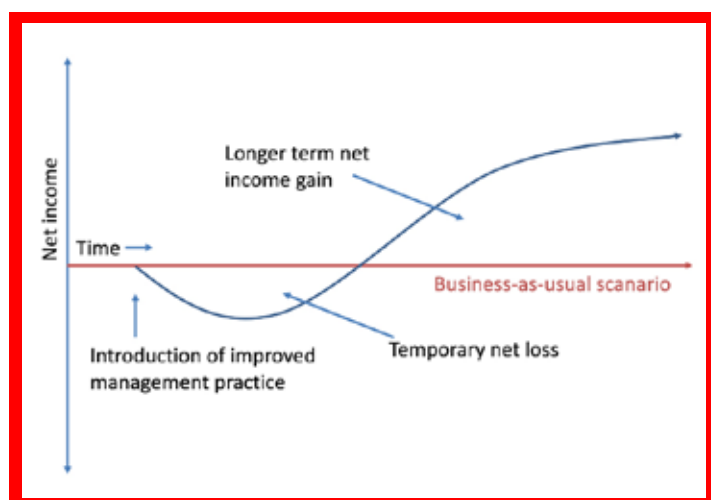 Longer term net
income gain
Net income
Time
Business-as-usual scanario
Temporary net loss
Introduction of improved
management practice